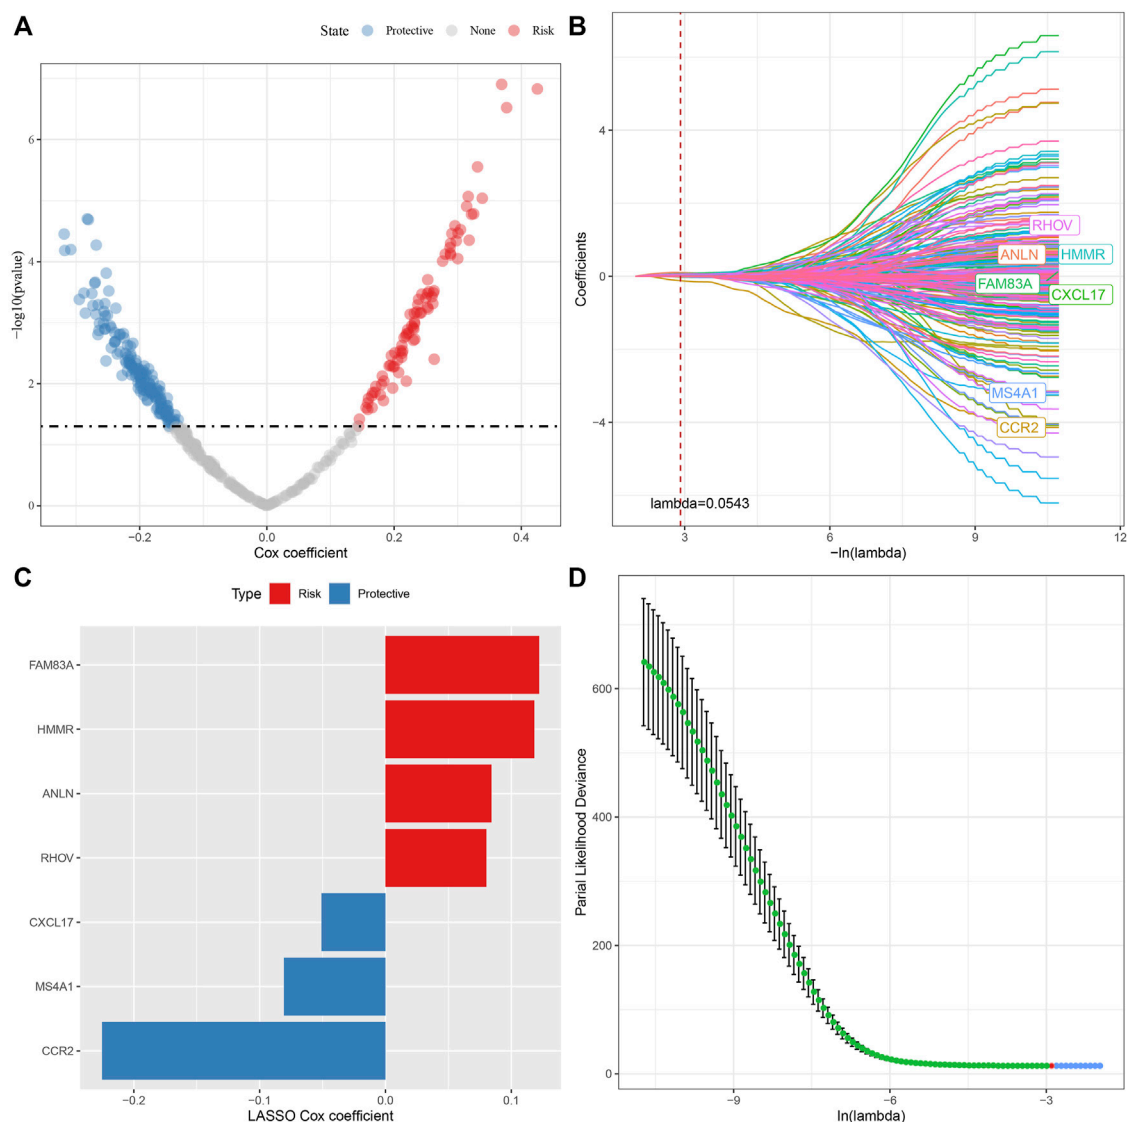 A
State Protective None Risk
−log10(pvalue)
6
4
2
0
−0.2 0.0 0.2 0.4
Cox coefficient
B
Coefficients
4
0
−4
RHOV
ANLN HMMR
FAM83A
CXCL17
MS4A1
CCR2
lambda=0.0543
3 6 9 12
−ln(lambda)
C
Type Risk Protective
FAM83A
HMMR
ANLN
RHOV
CXCL17
MS4A1
CCR2
−0.2 −0.1 0.0 0.1
LASSO Cox coefficient
D
Parial Likelihood Deviance
600
400
200
0
−9 −6 −3
ln(lambda)